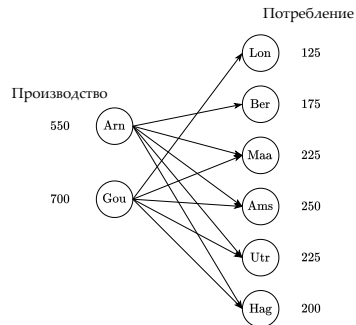 Потребление
Lon 125
Производство
Ber 175
550 Arn
Maa 225
700 Gou
Ams 250
Utr 225
Hag 200